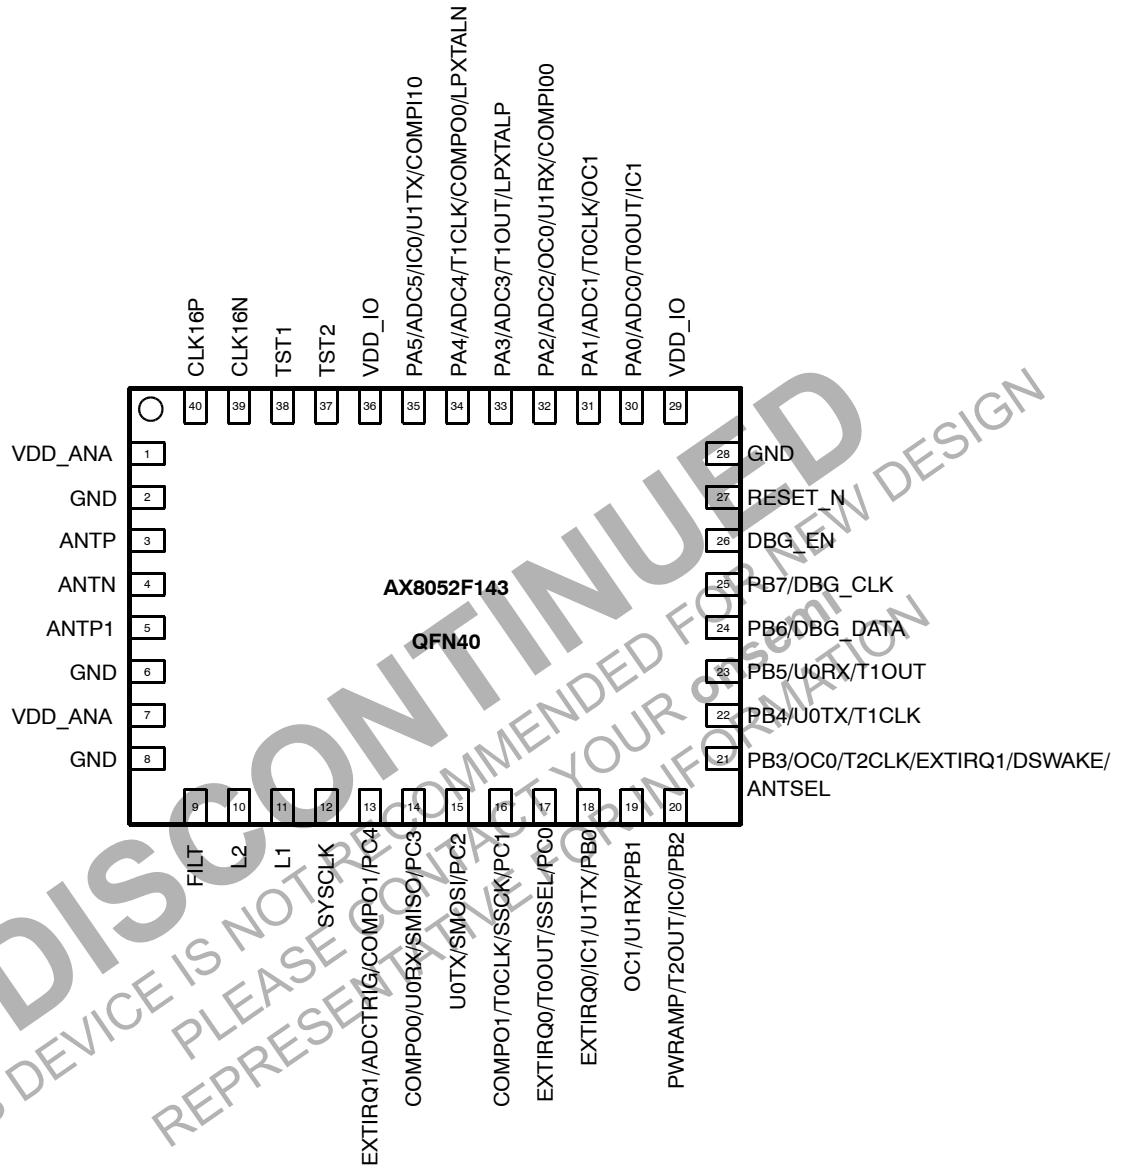 CLK16P
CLK16N
TST1
TST2
VDD_IO
PA5/ADC5/IC0/U1TX/COMPI10
PA4/ADC4/T1CLK/COMPO0/LPXTALN
PA3/ADC3/T1OUT/LPXTALP
PA2/ADC2/OC0/U1RX/COMPI00
PA1/ADC1/T0CLK/OC1
PA0/ADC0/T0OUT/IC1
VDD_IO
40
39
38
37
36
35
34
33
32
31
30
29
VDD_ANA 1
GND 2
ANTP 3
ANTN 4
ANTP1 5
GND 6
VDD_ANA 7
GND 8
AX8052F143
QFN40
28 GND
27 RESET_N
26 DBG_EN
25 PB7/DBG_CLK
24 PB6/DBG_DATA
23 PB5/U0RX/T1OUT
22 PB4/U0TX/T1CLK
21 PB3/OC0/T2CLK/EXTIRQ1/DSWAKE/
ANTSEL
9
10
11
12
13
14
15
16
17
18
19
20
FILT
L2
L1
SYSCLK
EXTIRQ1/ADCTRIG/COMPO1/PC4
COMPO0/U0RX/SMISO/PC3
U0TX/SMOSI/PC2
COMPO1/T0CLK/SSCK/PC1
EXTIRQ0/T0OUT/SSEL/PC0
EXTIRQ0/IC1/U1TX/PB0
OC1/U1RX/PB1
PWRAMP/T2OUT/IC0/PB2
DISCONTINUED
DEVICE IS NOT RECOMMENDED FOR NEW DESIGN
PLEASE CONTACT YOUR onsemi
REPRESENTATIVE FOR INFORMATION